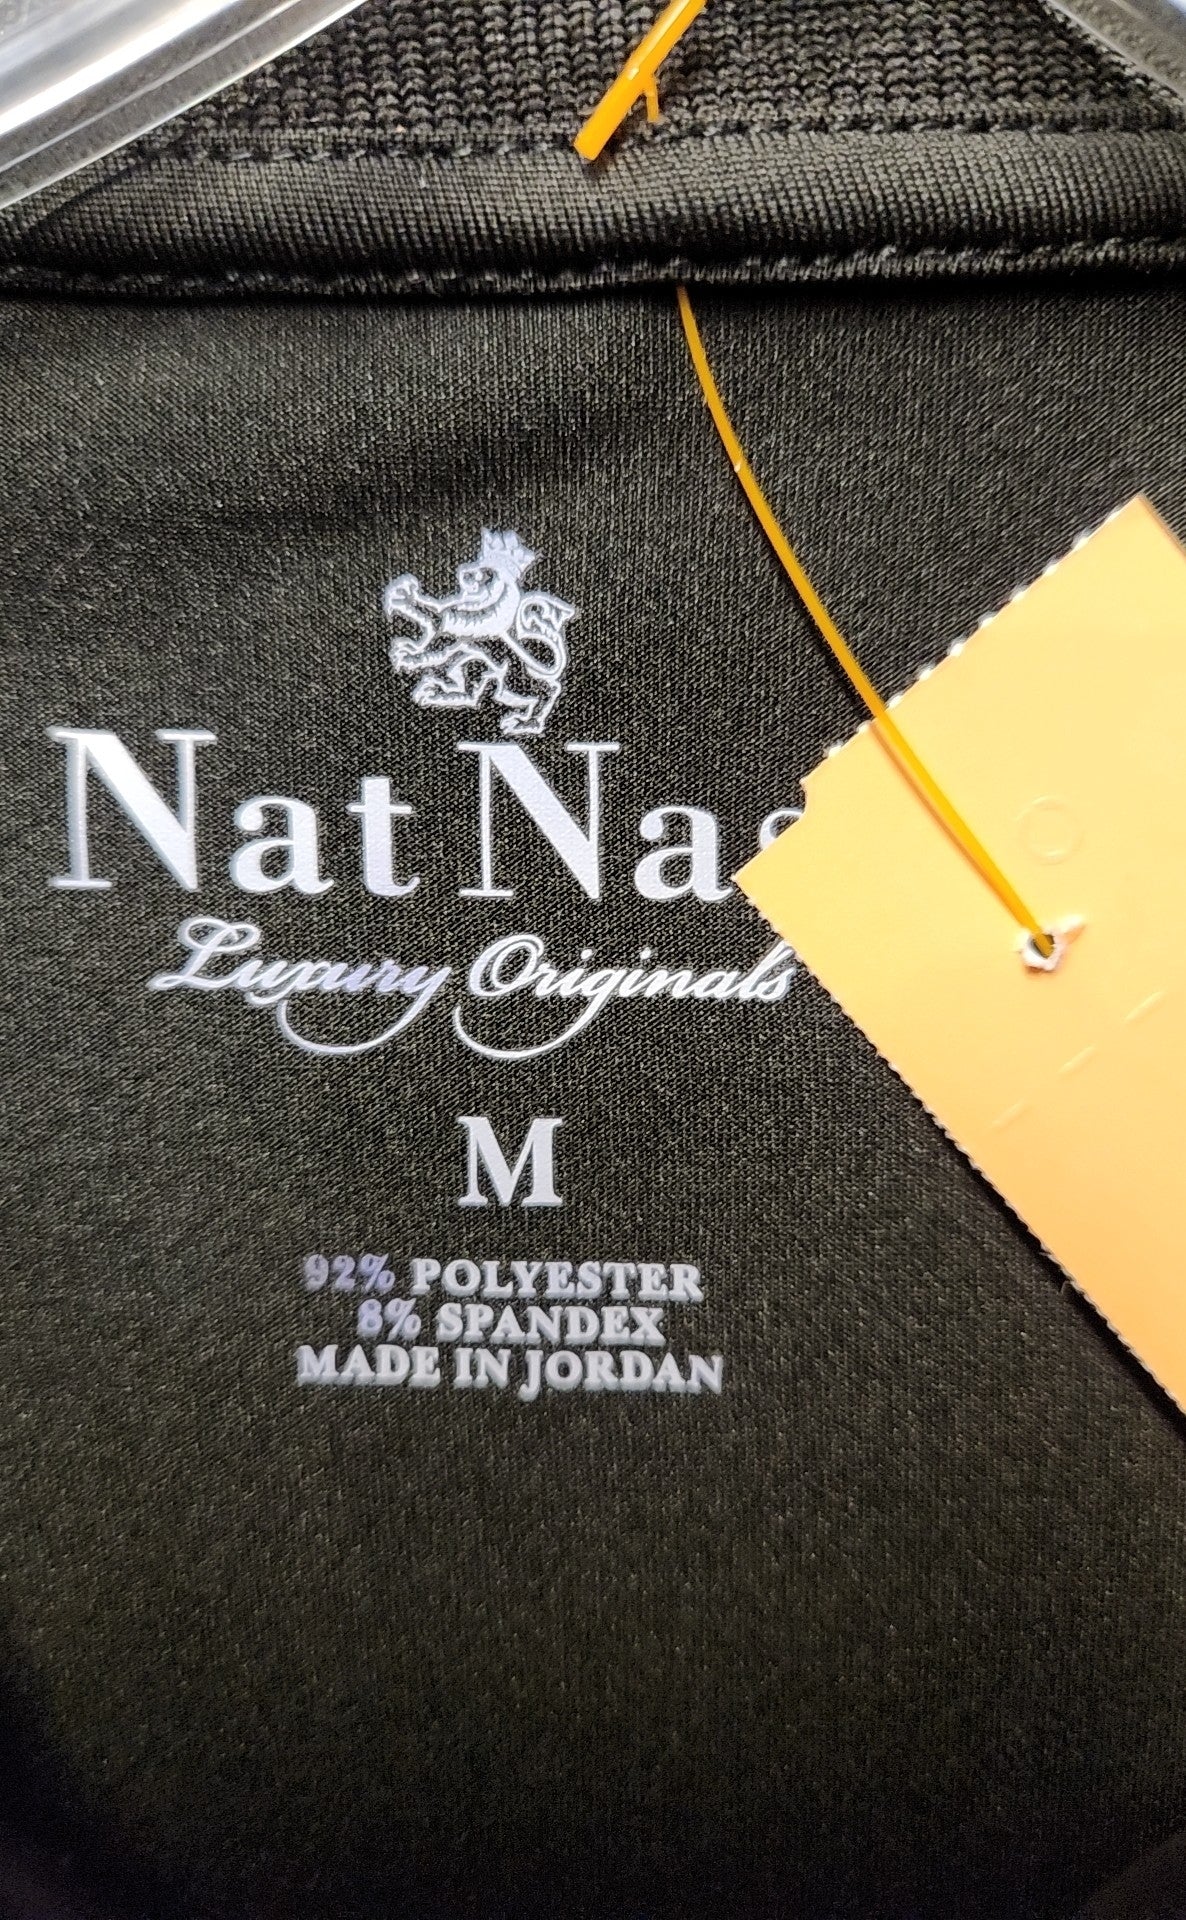 Nat Nas
Luxury Originals
M
92% POLYESTER
8% SPANDEX
MADE IN JORDAN